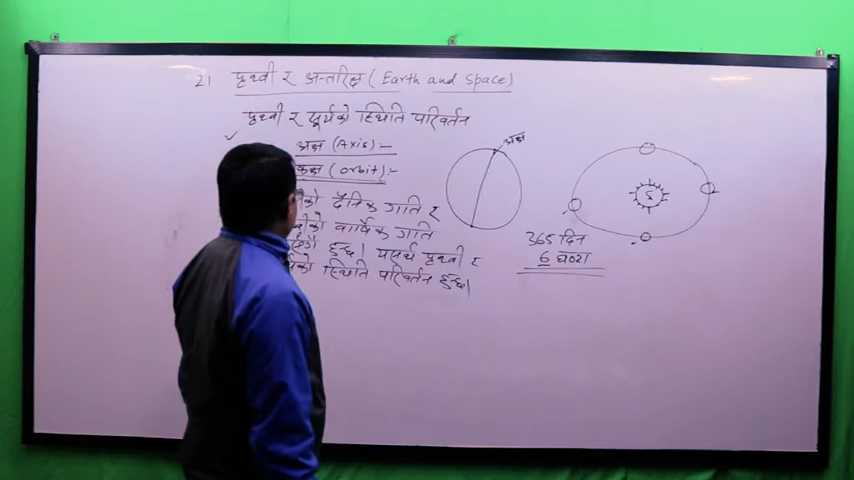 21 पृथ्वी र अन्तरिक्ष (Earth and Space)
पृथ्वी र सूर्यको स्थिति परिवर्तन
अक्ष (Axis) :-
कक्ष (orbit) :-
दैनिक गति र
वार्षिक गति
हुन्छ। यसर्थ पृथ्वी र
स्थिति परिवर्तन हुन्छ।
अक्ष
365 दिन
6 घण्टा